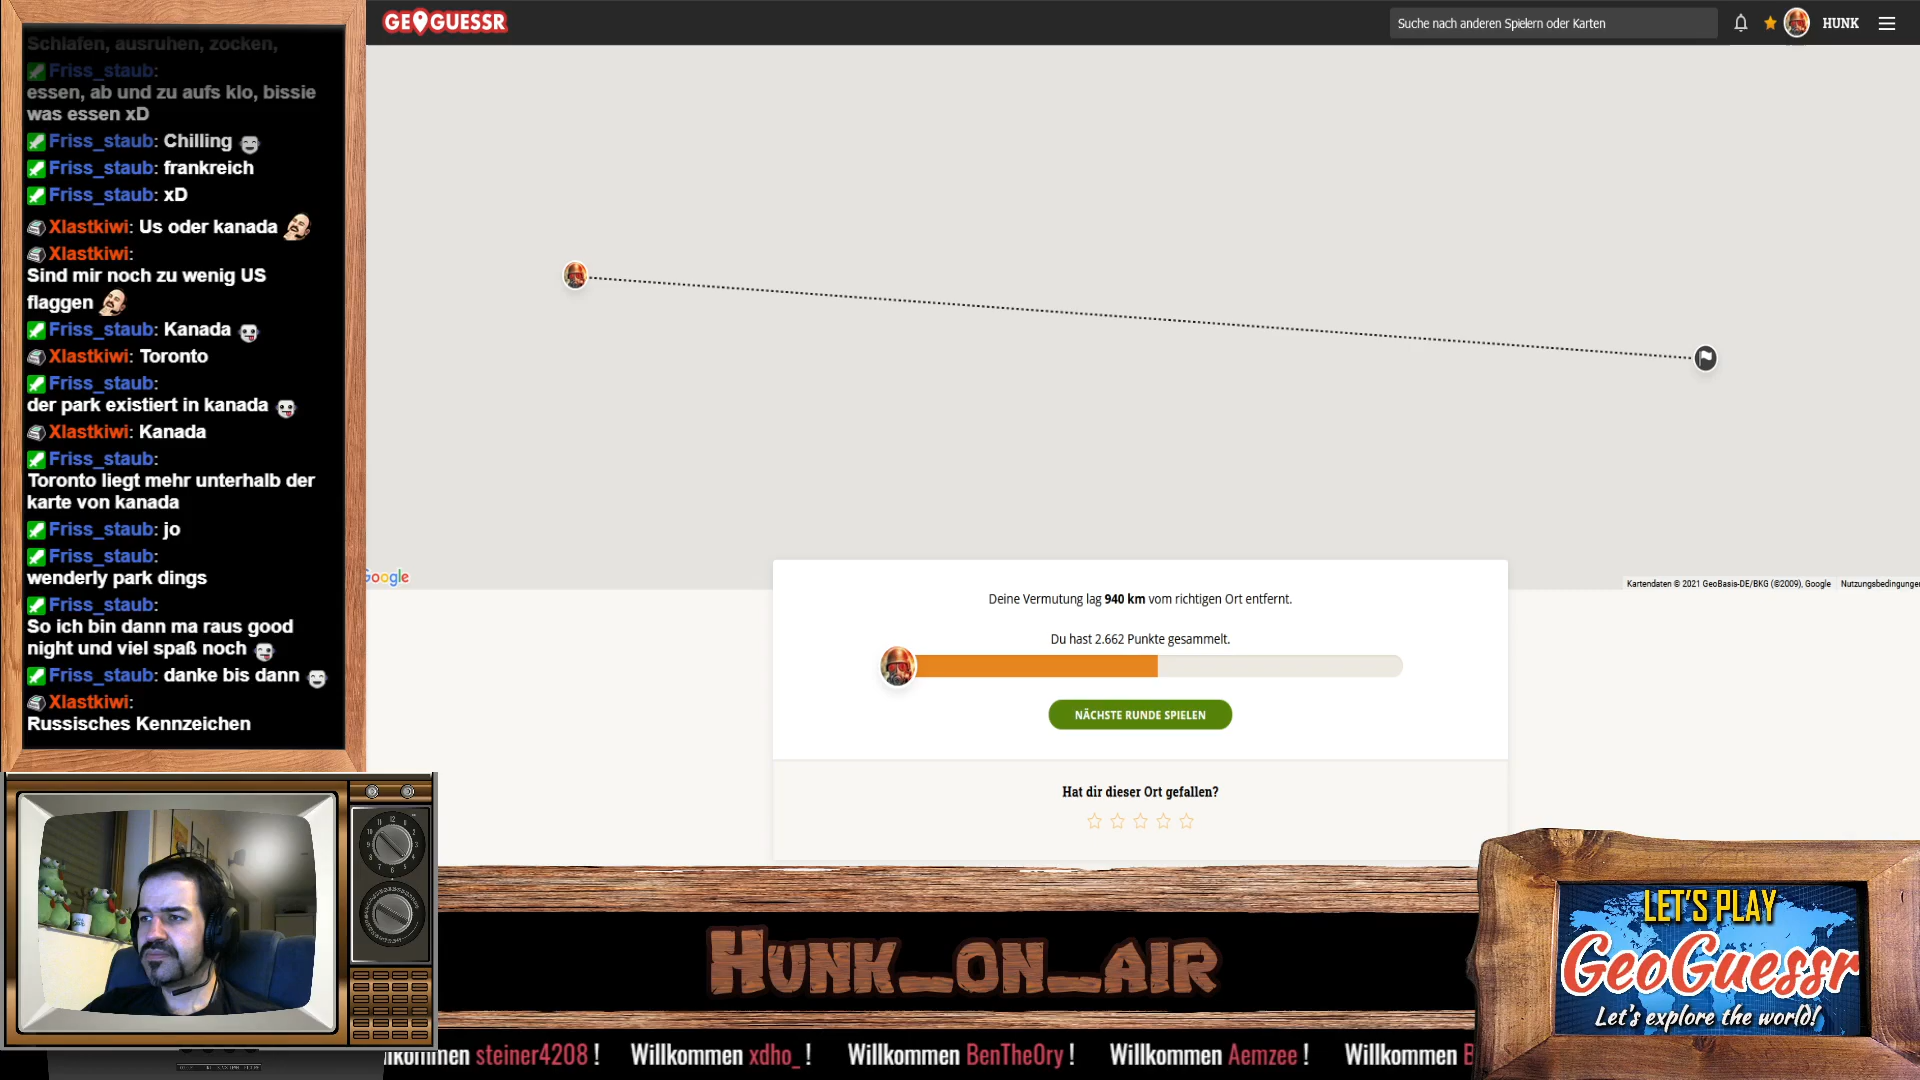 Schlafen, ausruhen, zocken,
Friss_staub:
essen, ab und zu aufs klo, bissie
was essen xD
Friss_staub: Chilling
Friss_staub: frankreich
Friss_staub: xD
Xlastkiwi: Us oder kanada
Xlastkiwi:
Sind mir noch zu wenig US
flaggen
Friss_staub: Kanada
Xlastkiwi: Toronto
Friss_staub:
der park existiert in kanada
Xlastkiwi: Kanada
Friss_staub:
Toronto liegt mehr unterhalb der
karte von kanada
Friss_staub: jo
Friss_staub:
wenderly park dings
Friss_staub:
So ich bin dann ma raus good
night und viel spaß noch
Friss_staub: danke bis dann
Xlastkiwi:
Russisches Kennzeichen
GEOGUESSR
Suche nach anderen Spielern oder Karten
HUNK
Google
Kartendaten © 2021 GeoBasis-DE/BKG (©2009), Google
Nutzungsbedingungen
Deine Vermutung lag 940 km vom richtigen Ort entfernt.
Du hast 2.662 Punkte gesammelt.
NÄCHSTE RUNDE SPIELEN
Hat dir dieser Ort gefallen?
HUNK_ON_AIR
LET'S PLAY
GeoGuessr
Let's explore the world!
lkommen steiner4208 ! Willkommen xdho_ ! Willkommen BenTheOry ! Willkommen Aemzee ! Willkommen B